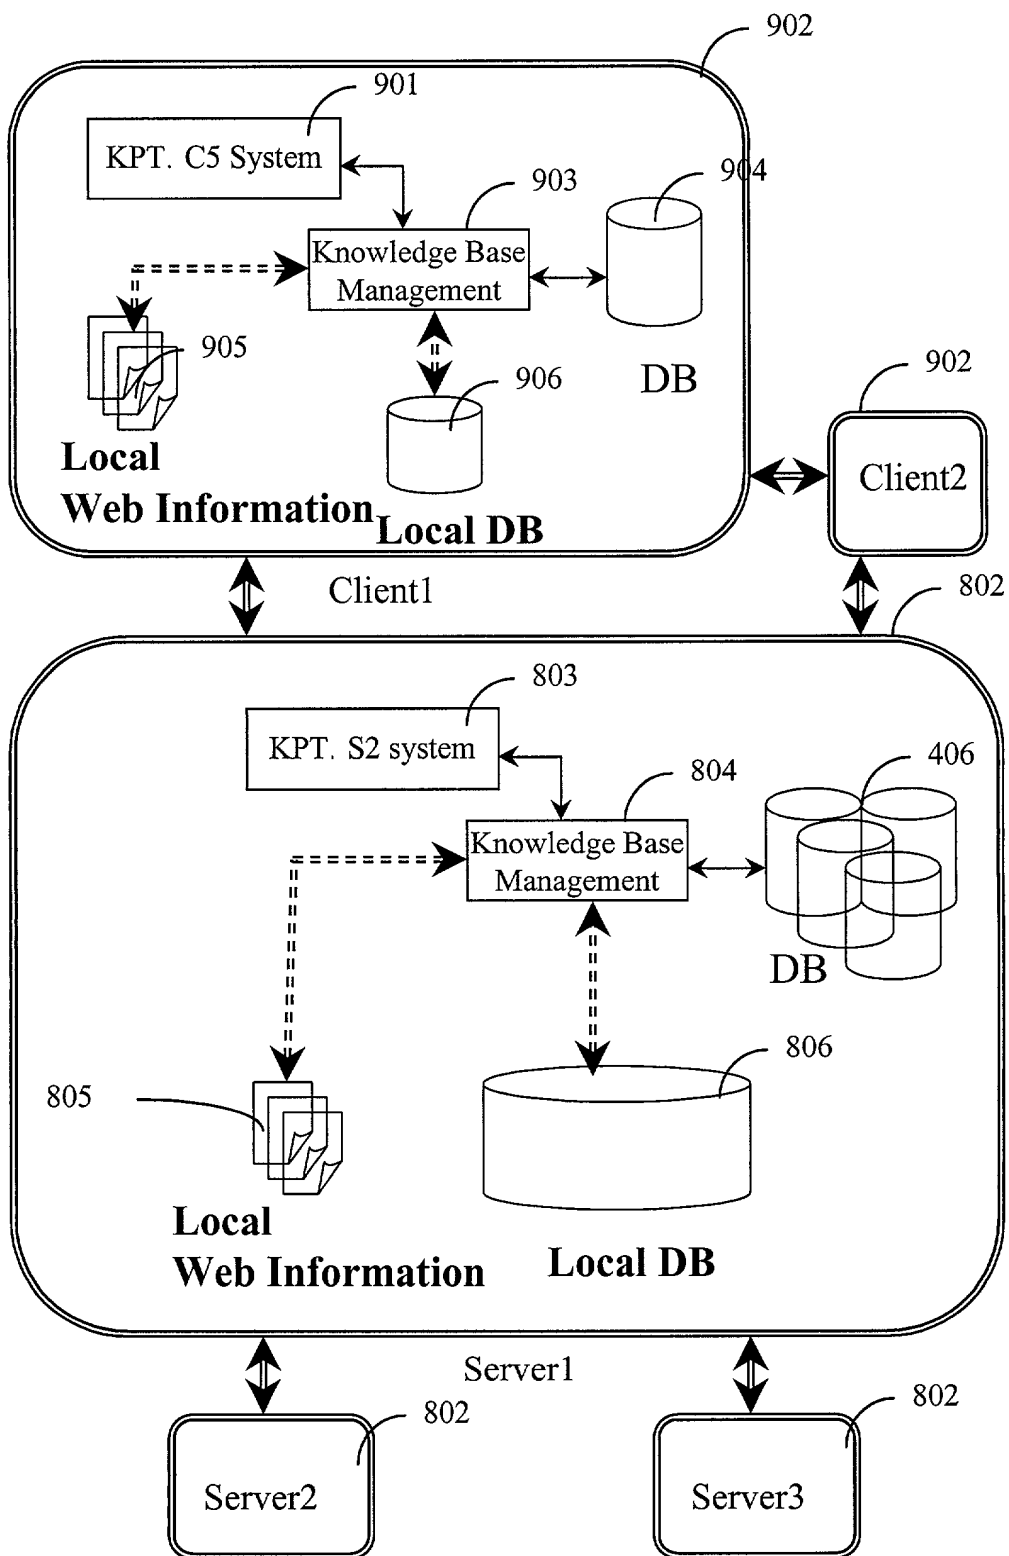 902
901
KPT. C5 System
903
904
Knowledge Base
Management
905
906
DB
902
Local
Web Information
Local DB
Client2
Client1
802
803
KPT. S2 system
804
406
Knowledge Base
Management
DB
806
805
Local
Web Information
Local DB
Server1
802
802
Server2
Server3